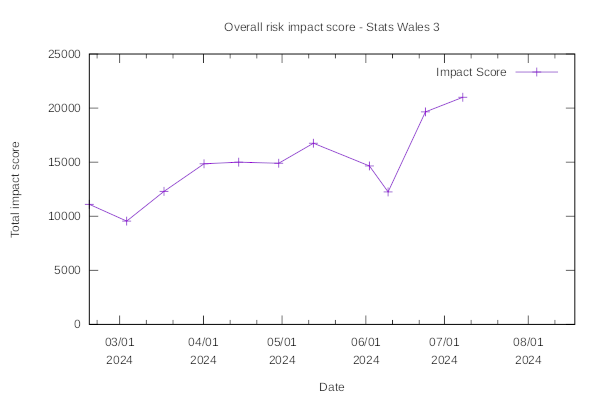 Overall risk impact score - Stats Wales 3
Impact Score
25000
20000
15000
10000
5000
0
Total impact score
03/01 04/01 05/01 06/01 07/01 08/01
2024 2024 2024 2024 2024 2024
Date